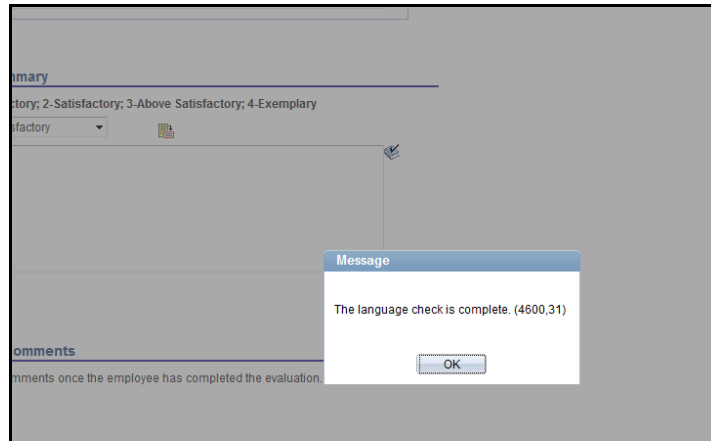 mmary
ctory; 2-Satisfactory; 3-Above Satisfactory; 4-Exemplary
sfactory
Message
The language check is complete. (4600,31)
OK
omments
mments once the employee has completed the evaluation.